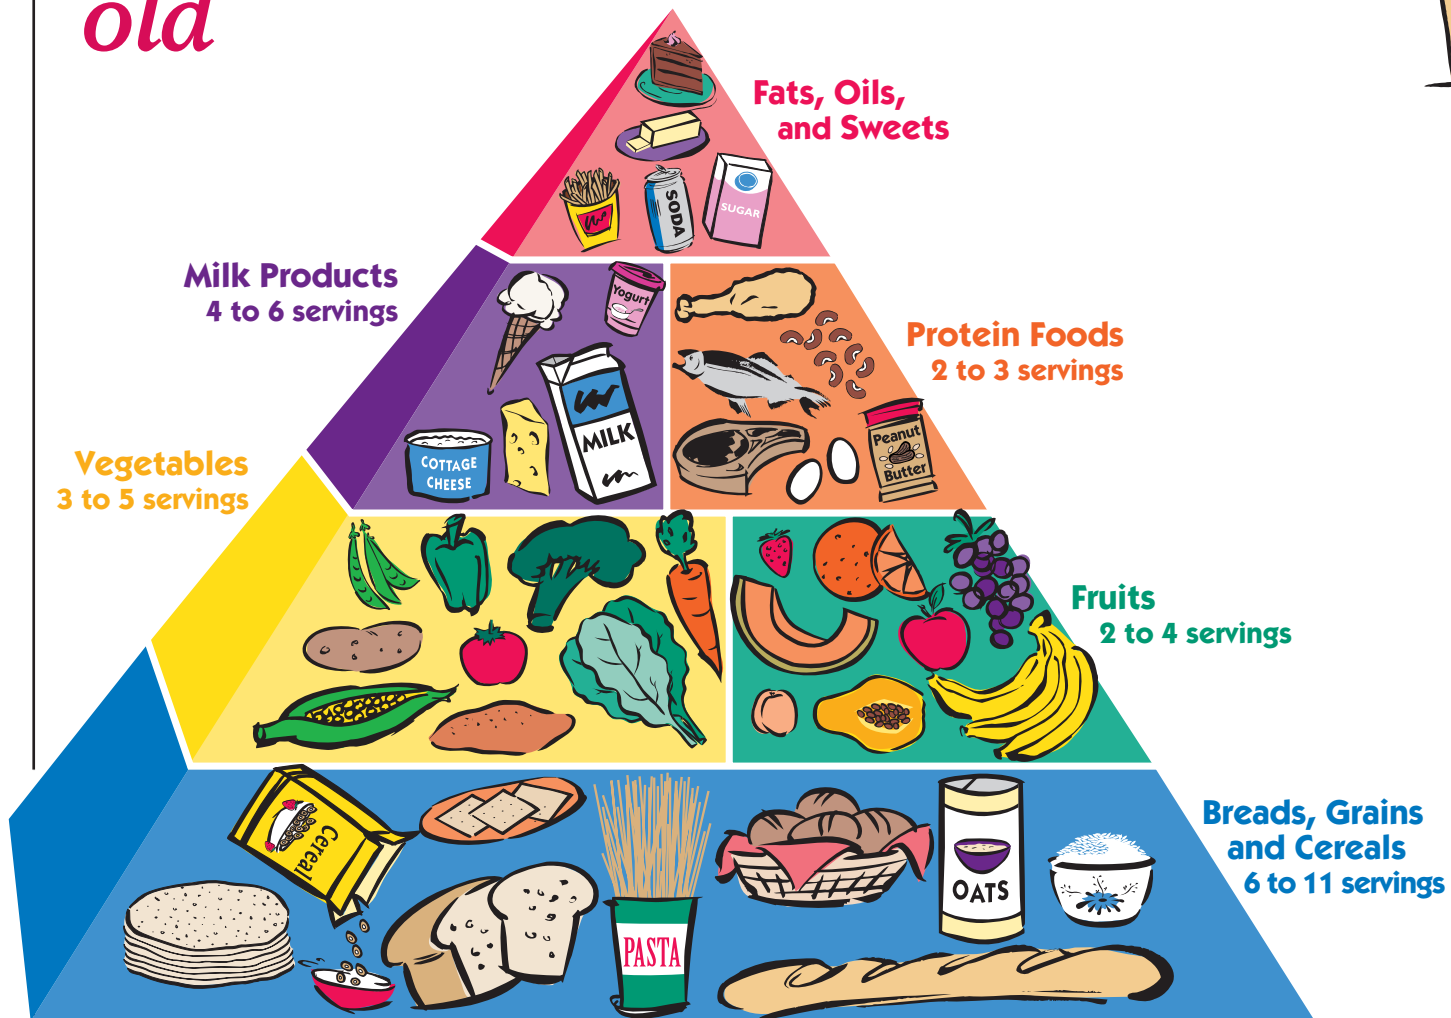 old
Fats, Oils,
and Sweets
SODA
SUGAR
Milk Products
4 to 6 servings
Yogurt
MILK
COTTAGE
CHEESE
Protein Foods
2 to 3 servings
Peanut
Butter
Vegetables
3 to 5 servings
Fruits
2 to 4 servings
Breads, Grains
and Cereals
6 to 11 servings
Cereal
PASTA
OATS